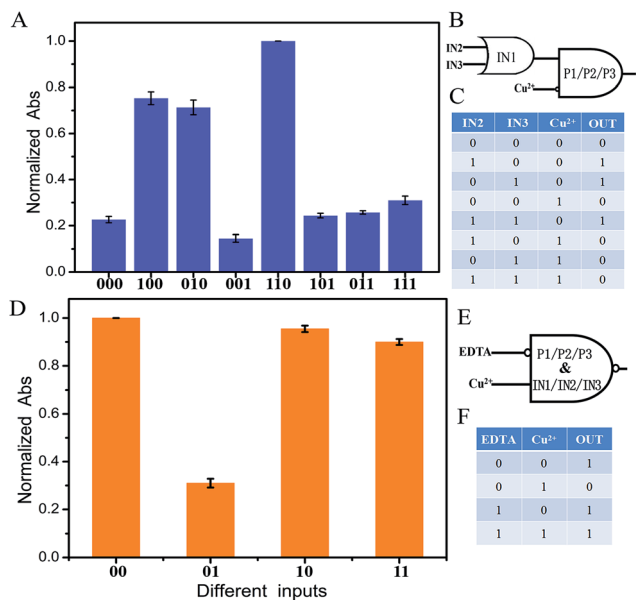 A
Normalized Abs
1.0
0.8
0.6
0.4
0.2
0.0
000 100 010 001 110 101 011 111
B
IN2
IN3
IN1
Cu²⁺
P1/P2/P3
C
IN2 IN3 Cu²⁺ OUT
0 0 0 0
1 0 0 1
0 1 0 1
0 0 1 0
1 1 0 1
1 0 1 0
0 1 1 0
1 1 1 0
D
Normalized Abs
1.0
0.8
0.6
0.4
0.2
0.0
00 01 10 11
Different inputs
E
EDTA
Cu²⁺
P1/P2/P3
&
IN1/IN2/IN3
F
EDTA Cu²⁺ OUT
0 0 1
0 1 0
1 0 1
1 1 1